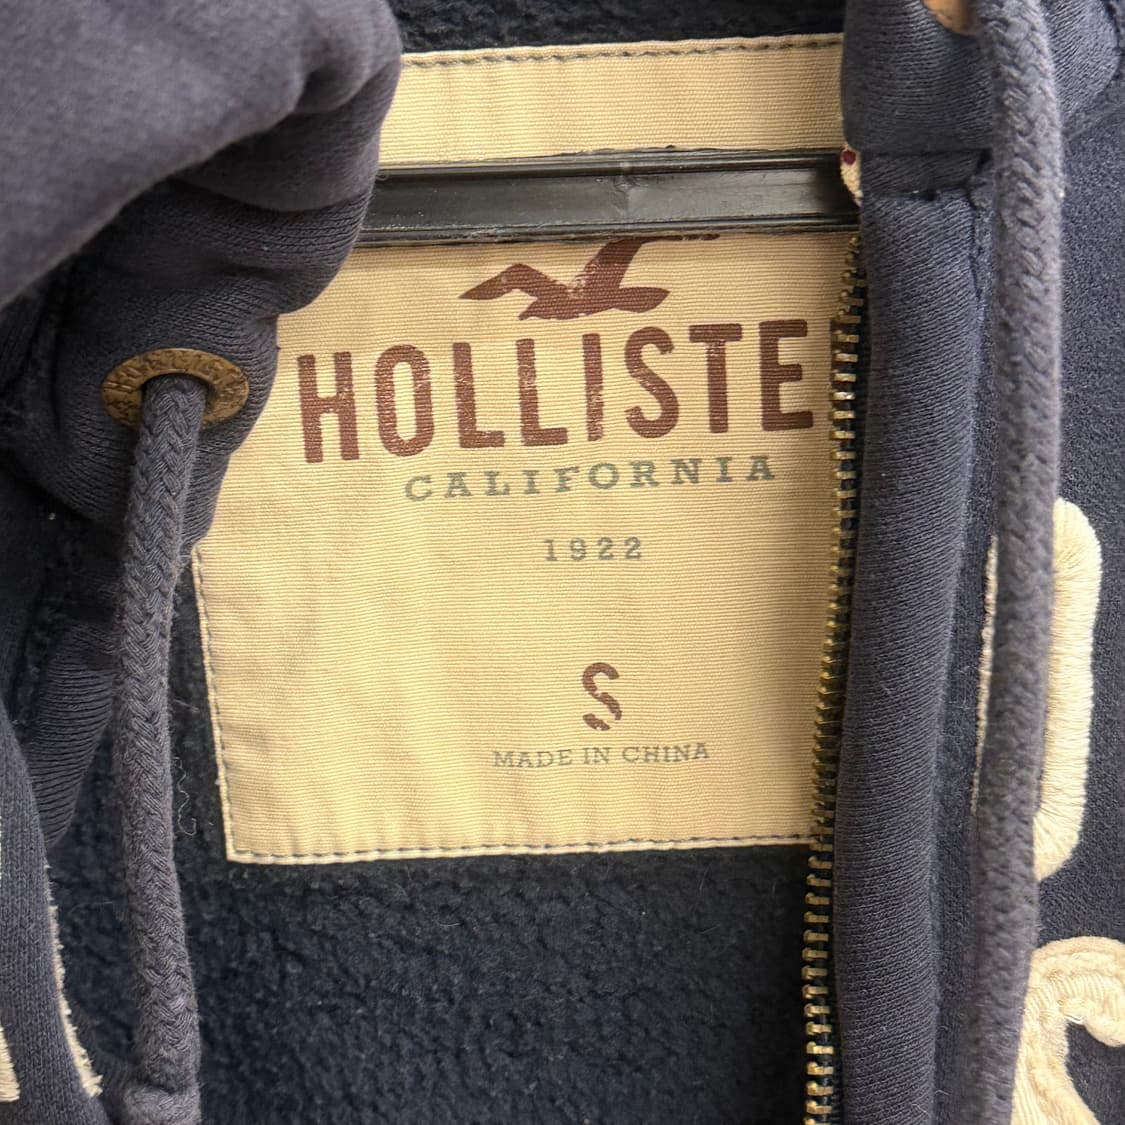 HOLLISTE
CALIFORNIA
1922
S
MADE IN CHINA